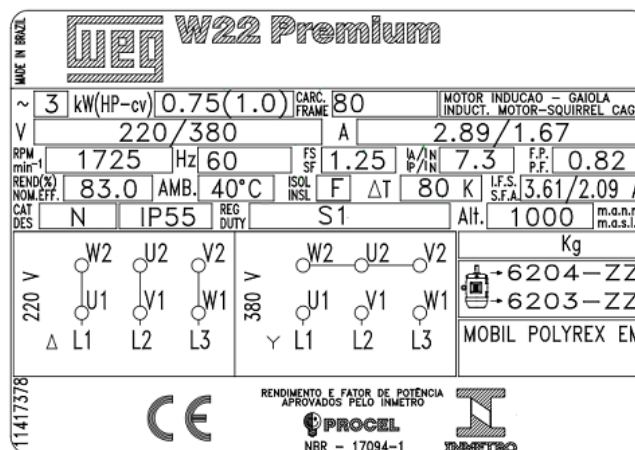 MADE IN BRAZIL
WEG W22 Premium
~ 3 kW(HP-cv) 0.75(1.0) CARC. FRAME 80 MOTOR INDUCAO - GAIOLA
INDUCT. MOTOR-SQUIRREL CAG
V 220/380 A 2.89/1.67
RPM min-1 1725 Hz 60 FS SF 1.25 IA/IN IP/IN 7.3 F.P. P.F. 0.82
REND(%) NOM.EFF. 83.0 AMB. 40°C ISOL INSL F ΔT 80 K I.F.S. S.F.A. 3.61/2.09 A
CAT DES N IP55 REG DUTY S1 Alt. 1000 m.a.n.m m.a.s.l.
220 V
W2 U2 V2
U1 V1 W1
Δ L1 L2 L3
380 V
W2 U2 V2
U1 V1 W1
Y L1 L2 L3
Kg
6204-ZZ
6203-ZZ
MOBIL POLYREX EM
11417378
CE
RENDIMENTO E FATOR DE POTÊNCIA
APROVADOS PELO INMETRO
PROCEL
NBR - 17094-1
INMETRO